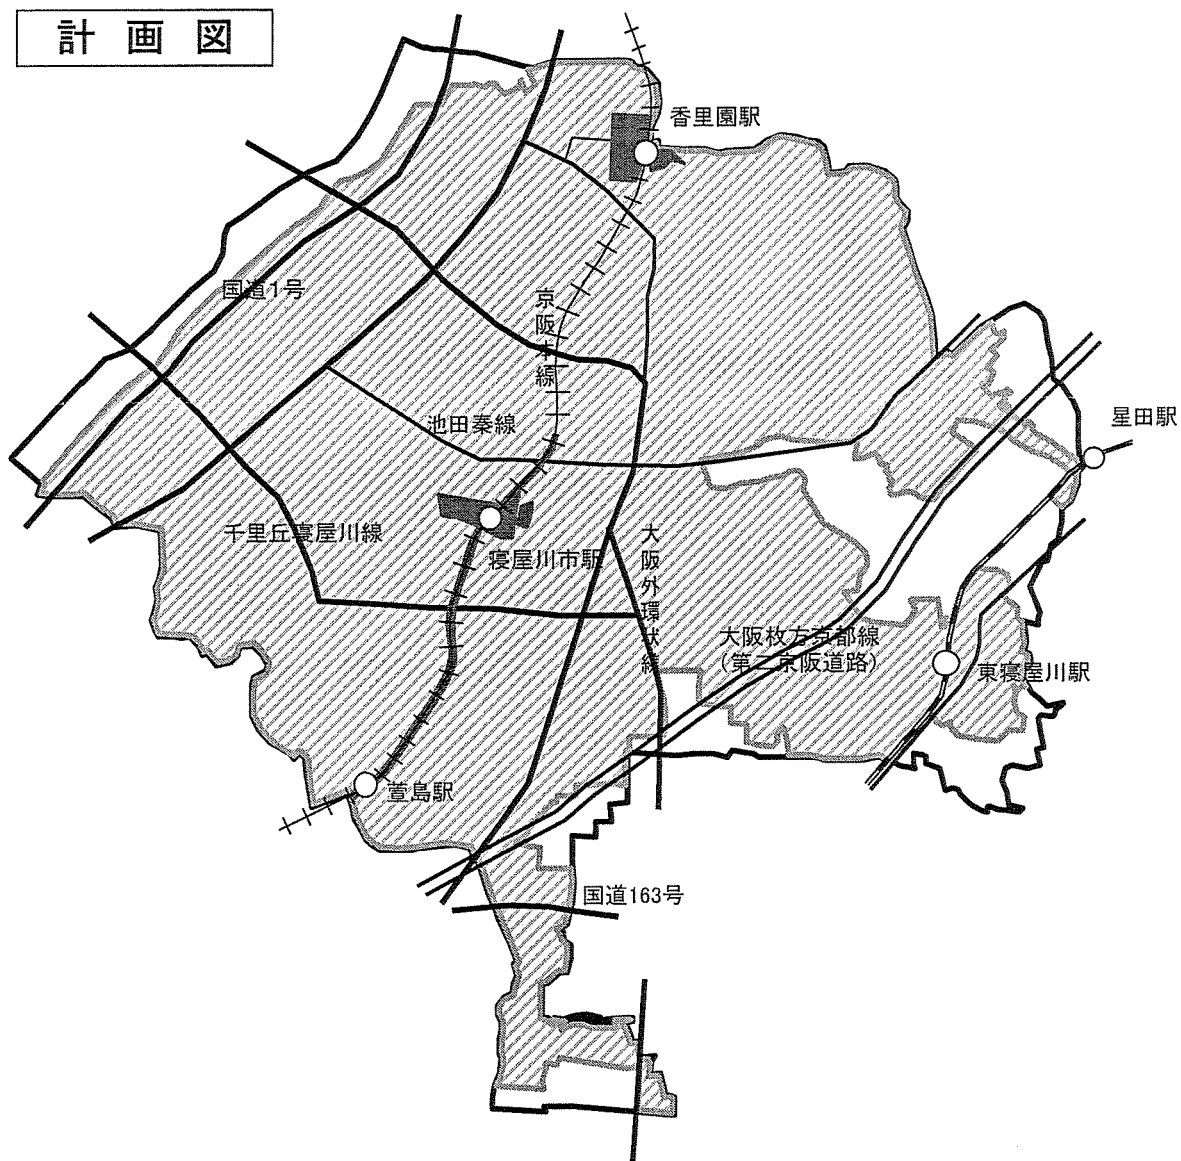 計画図
香里園駅
国道1号
京阪本線
星田駅
池田秦線
千里丘寝屋川線
寝屋川市駅
大阪外環状線
大阪枚方京都線
(第二京阪道路)
東寝屋川駅
萱島駅
国道163号